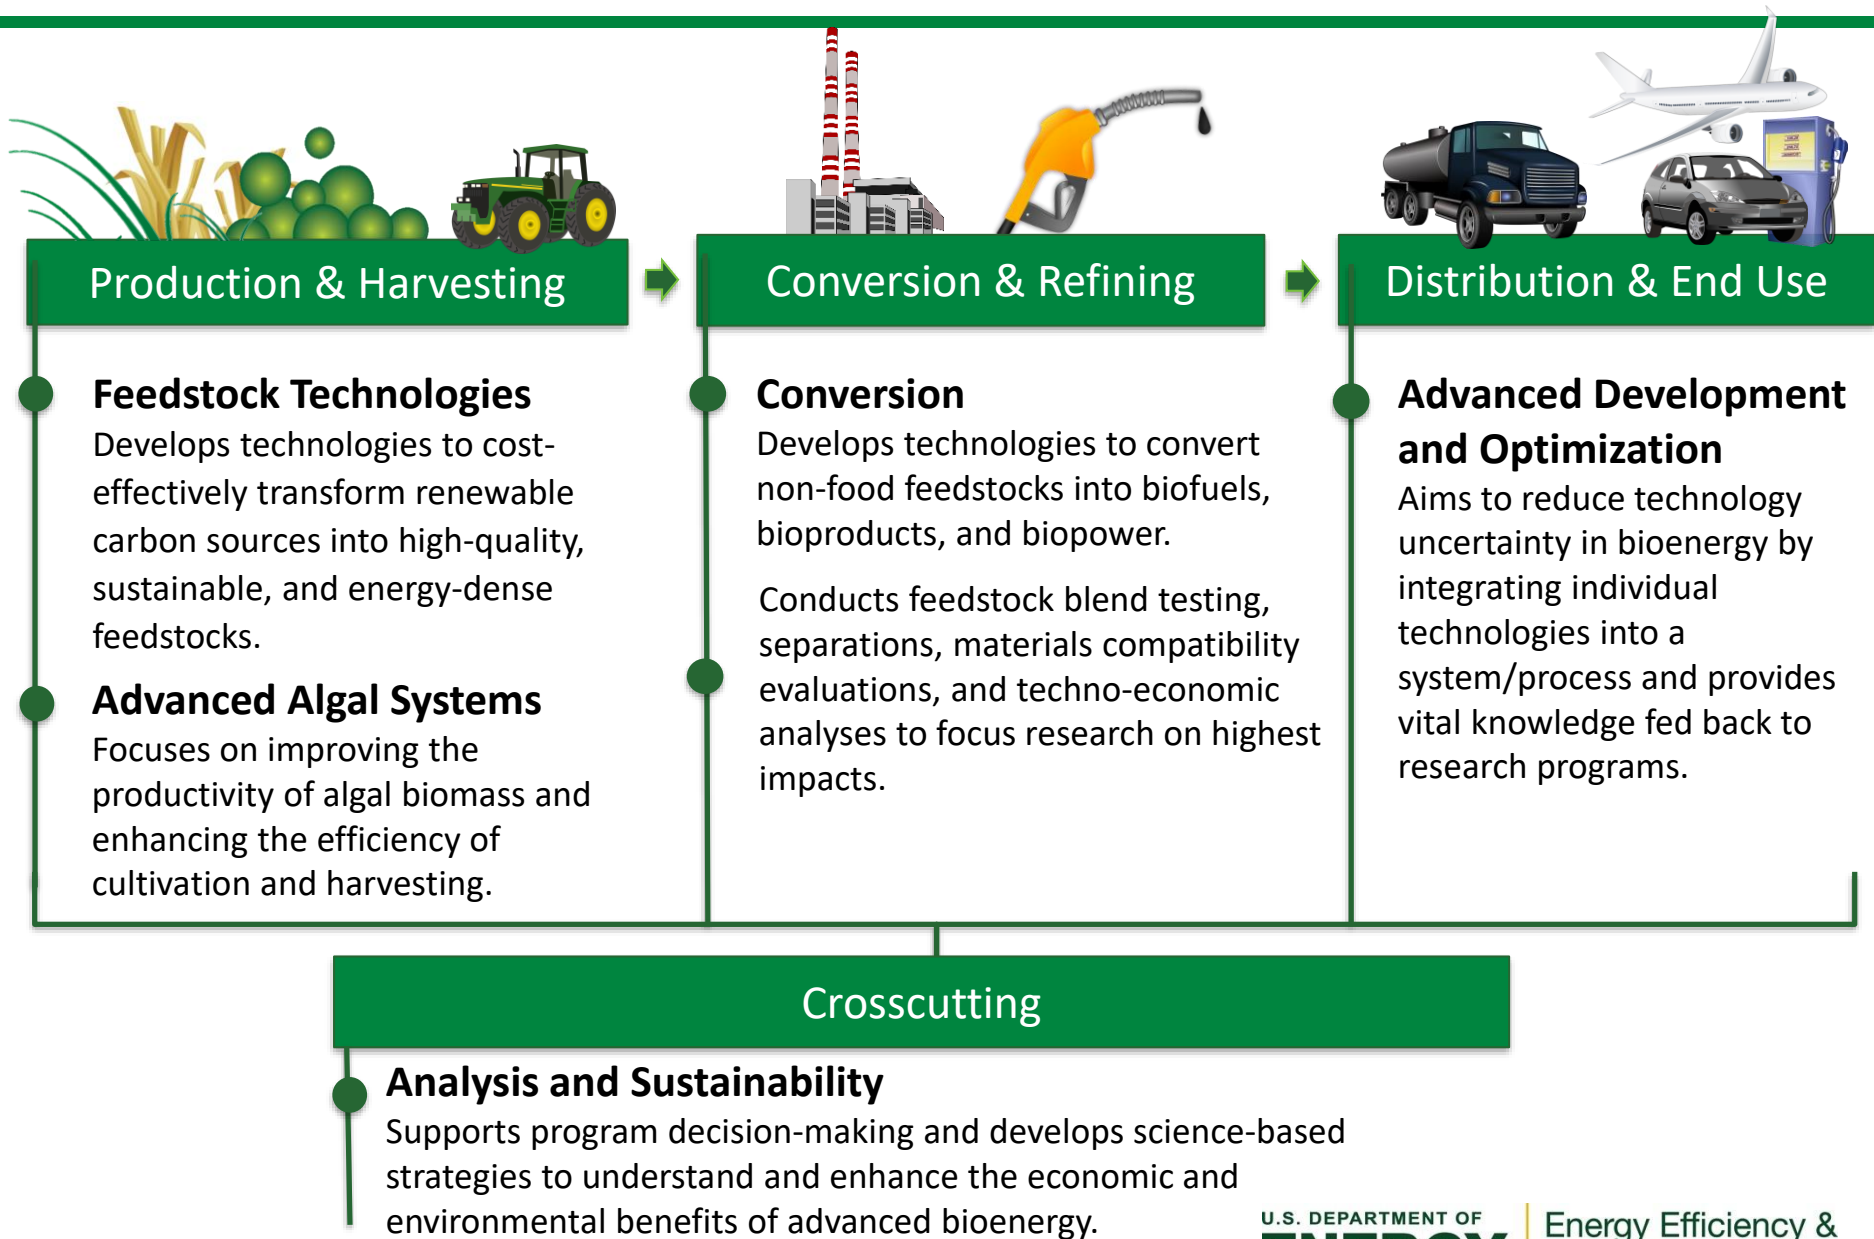 Production & Harvesting
Feedstock Technologies
Develops technologies to cost-
effectively transform renewable
carbon sources into high-quality,
sustainable, and energy-dense
feedstocks.
Advanced Algal Systems
Focuses on improving the
productivity of algal biomass and
enhancing the efficiency of
cultivation and harvesting.
Conversion & Refining
Conversion
Develops technologies to convert
non-food feedstocks into biofuels,
bioproducts, and biopower.
Conducts feedstock blend testing,
separations, materials compatibility
evaluations, and techno-economic
analyses to focus research on highest
impacts.
Distribution & End Use
Advanced Development
and Optimization
Aims to reduce technology
uncertainty in bioenergy by
integrating individual
technologies into a
system/process and provides
vital knowledge fed back to
research programs.
Crosscutting
Analysis and Sustainability
Supports program decision-making and develops science-based
strategies to understand and enhance the economic and
environmental benefits of advanced bioenergy.
U.S. DEPARTMENT OF
ENERGY
Energy Efficiency &